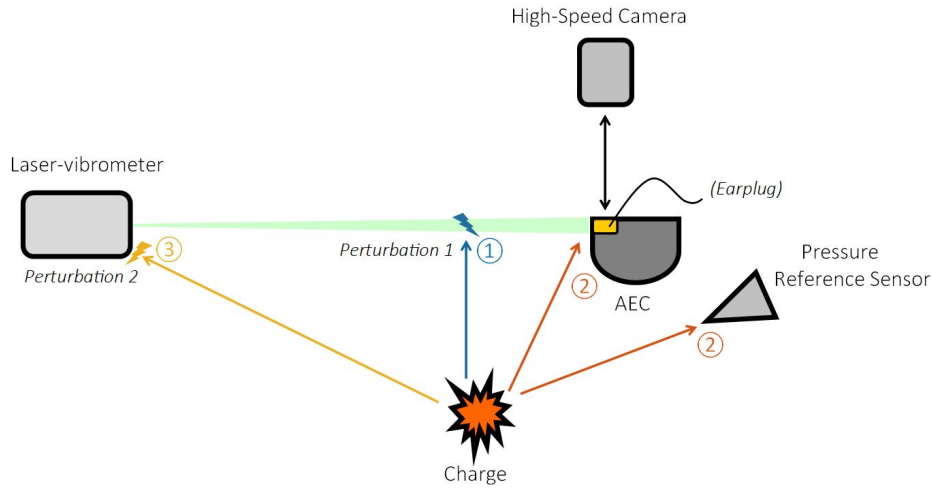 High-Speed Camera
Laser-vibrometer
(Earplug)
Perturbation 1
①
③
Perturbation 2
②
AEC
Pressure
Reference Sensor
②
Charge